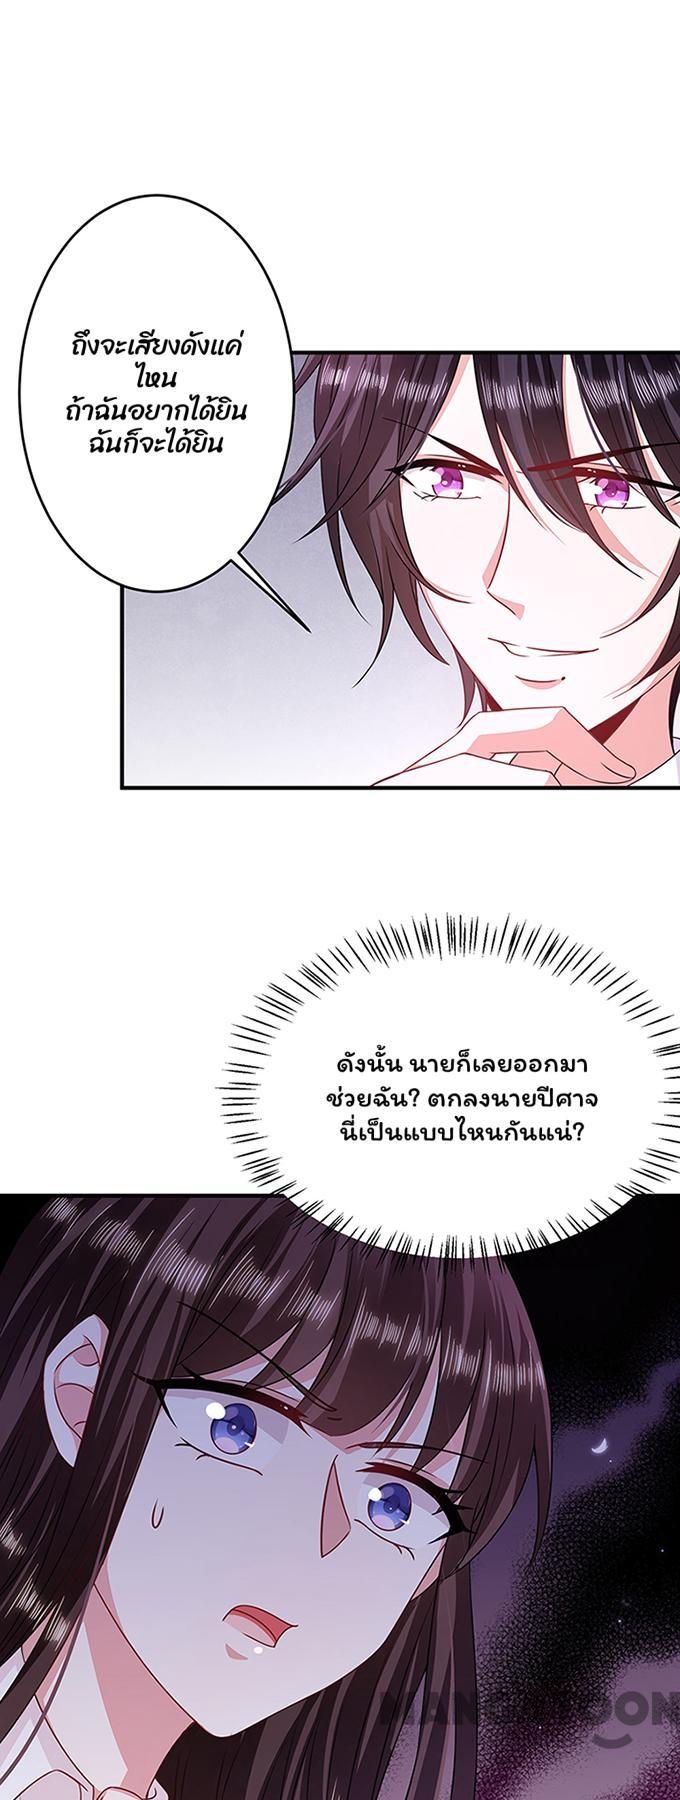 ถึงจะเสียงดังแค่
ไหน
ถ้าฉันอยากได้ยิน
ฉันก็จะได้ยิน
ดังนั้น นายก็เลยออกมา
ช่วยฉัน? ตกลงนายปีศาจ
นี่เป็นแบบไหนกันแน่?
MANGATOON